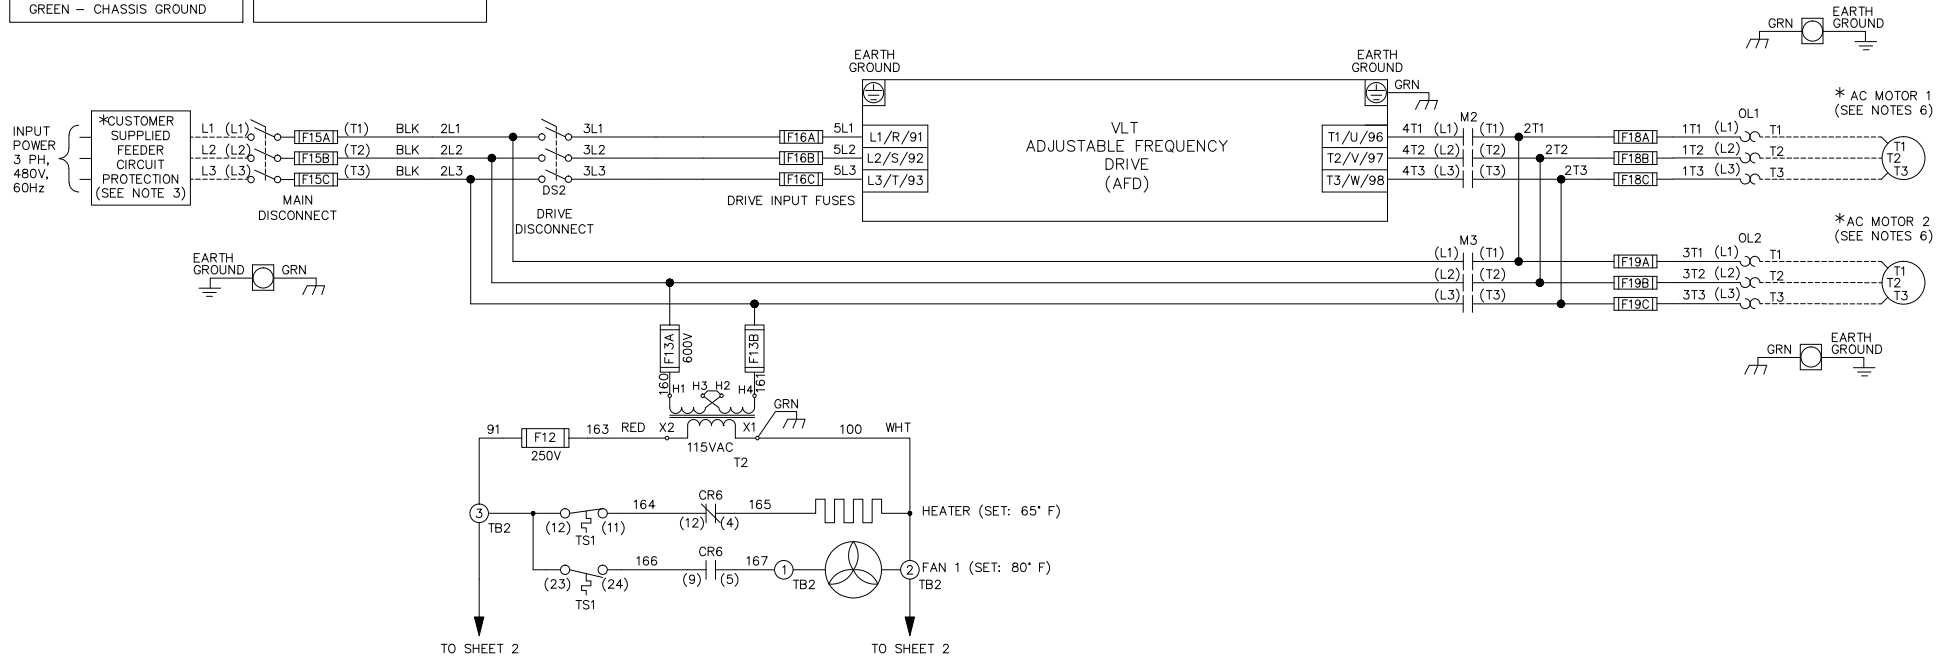 GREEN - CHASSIS GROUND
EARTH
GROUND
GRN
EARTH
GROUND
EARTH
GROUND
GRN
* AC MOTOR 1
(SEE NOTES 6)
INPUT
POWER
3 PH,
480V,
60Hz
*CUSTOMER
SUPPLIED
FEEDER
CIRCUIT
PROTECTION
(SEE NOTE 3)
L1 (L1) F15A (T1) BLK 2L1 3L1 F16A 5L1 L1/R/91
L2 (L2) F15B (T2) BLK 2L2 3L2 F16B 5L2 L2/S/92
L3 (L3) F15C (T3) BLK 2L3 3L3 F16C 5L3 L3/T/93
MAIN
DISCONNECT
DS2
DRIVE
DISCONNECT
DRIVE INPUT FUSES
VLT
ADJUSTABLE FREQUENCY
DRIVE
(AFD)
M2
OL1
T1/U/96 4T1 (L1) (T1) 2T1 F18A 1T1 (L1) T1
T2/V/97 4T2 (L2) (T2) 2T2 F18B 1T2 (L2) T2
T3/W/98 4T3 (L3) (T3) 2T3 F18C 1T3 (L3) T3
T1
T2
T3
* AC MOTOR 2
(SEE NOTES 6)
EARTH
GROUND
GRN
M3
OL2
(L1) (T1) F19A 3T1 (L1) T1
(L2) (T2) F19B 3T2 (L2) T2
(L3) (T3) F19C 3T3 (L3) T3
T1
T2
T3
GRN
EARTH
GROUND
F13A
600V
F13B
160
161
H1 H3 H2 H4
GRN
91 F12 163 RED X2 X1 100 WHT
250V
115VAC
T2
3
TB2
(12) (11)
TS1
164
CR6
(12) (4)
165
HEATER (SET: 65° F)
(23) (24)
TS1
166
CR6
(9) (5)
167
1
TB2
2
TB2
FAN 1 (SET: 80° F)
TO SHEET 2
TO SHEET 2